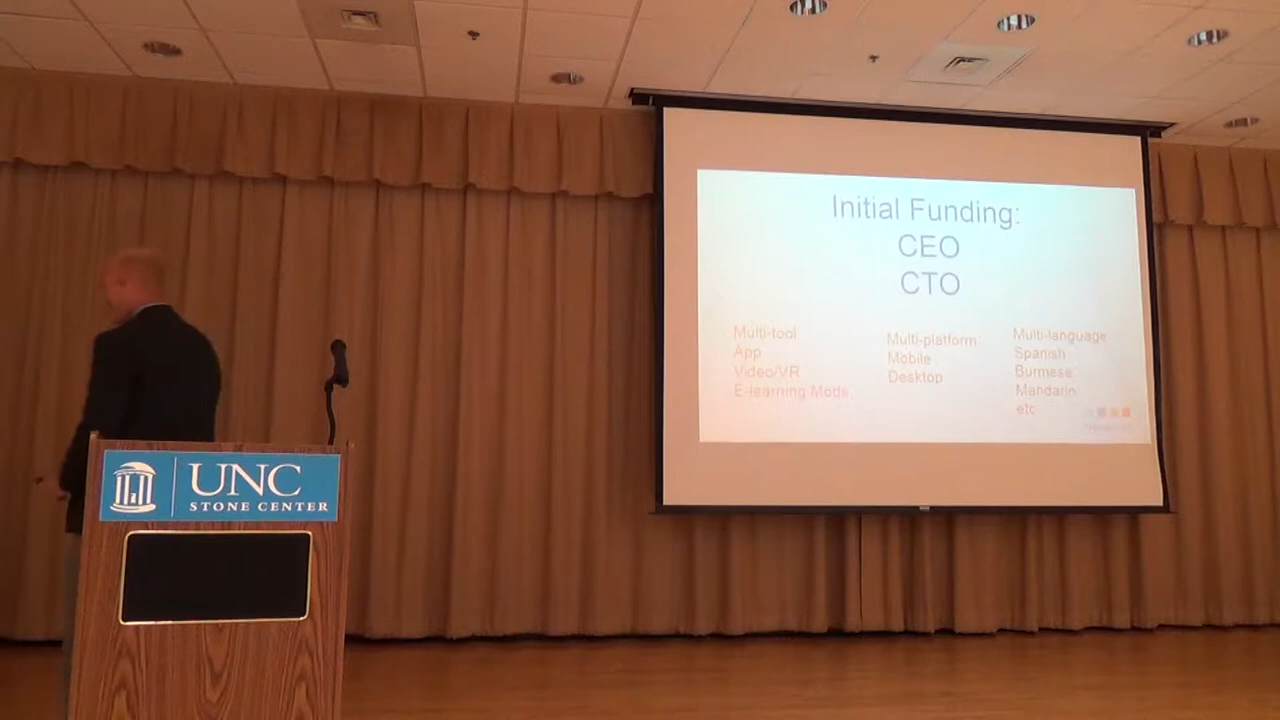 Initial Funding:
CEO
CTO
Multi-tool
App
Video/VR
E-learning Mode
Multi-platform
Mobile
Desktop
Multi-language
Spanish
Burmese
Mandarin
etc
UNC
STONE CENTER